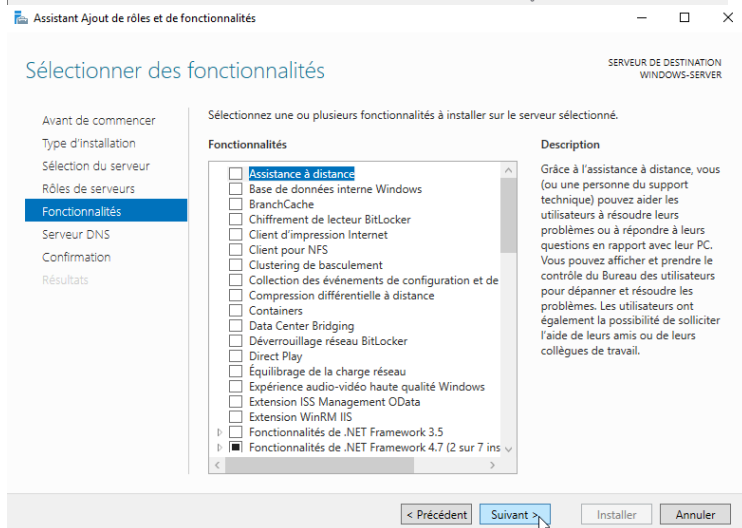 Assistant Ajout de rôles et de fonctionnalités
Sélectionner des fonctionnalités
SERVEUR DE DESTINATION
WINDOWS-SERVER
Avant de commencer
Type d'installation
Sélection du serveur
Rôles de serveurs
Fonctionnalités
Serveur DNS
Confirmation
Résultats
Sélectionnez une ou plusieurs fonctionnalités à installer sur le serveur sélectionné.
Fonctionnalités
Assistance à distance
Base de données interne Windows
BranchCache
Chiffrement de lecteur BitLocker
Client d'impression Internet
Client pour NFS
Clustering de basculement
Collection des événements de configuration et de
Compression différentielle à distance
Containers
Data Center Bridging
Déverrouillage réseau BitLocker
Direct Play
Équilibrage de la charge réseau
Expérience audio-vidéo haute qualité Windows
Extension ISS Management OData
Extension WinRM IIS
Fonctionnalités de .NET Framework 3.5
Fonctionnalités de .NET Framework 4.7 (2 sur 7 ins
Description
Grâce à l'assistance à distance, vous
(ou une personne du support
technique) pouvez aider les
utilisateurs à résoudre leurs
problèmes ou à répondre à leurs
questions en rapport avec leur PC.
Vous pouvez afficher et prendre le
contrôle du Bureau des utilisateurs
pour dépanner et résoudre les
problèmes. Les utilisateurs ont
également la possibilité de solliciter
l'aide de leurs amis ou de leurs
collègues de travail.
< Précédent
Suivant >
Installer
Annuler